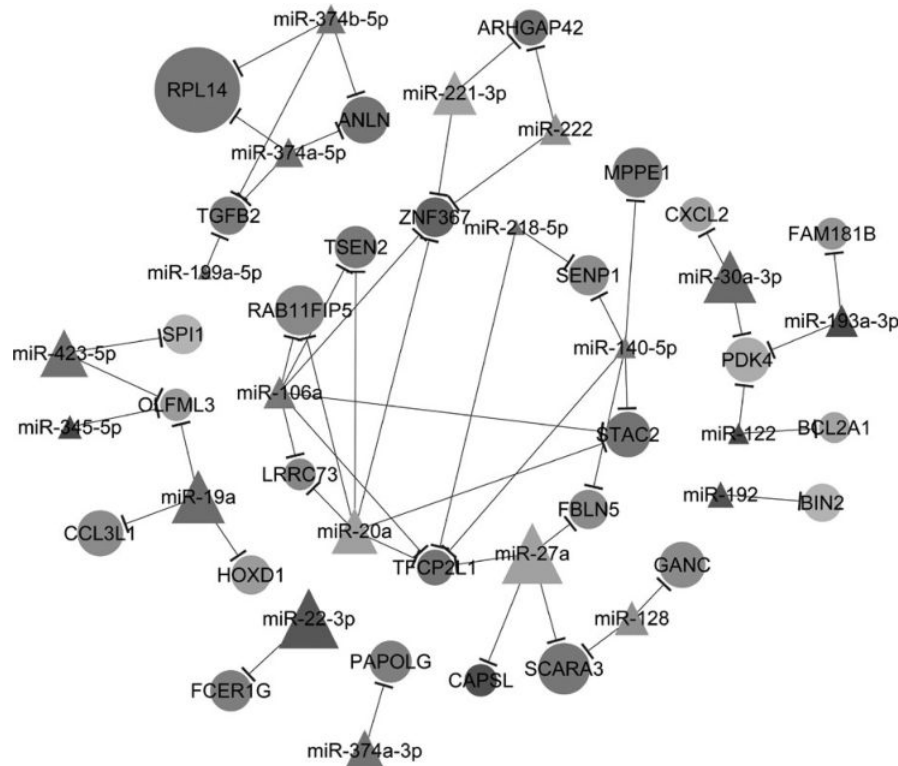 miR-374b-5p
ARHGAP42
RPL14
miR-221-3p
ANLN
miR-222
miR-374a-5p
MPPE1
TGFB2
ZNF367
CXCL2
miR-218-5p
FAM181B
TSEN2
miR-199a-5p
SENP1
miR-30a-3p
RAB11FIP5
SPI1
miR-193a-3p
miR-423-5p
miR-140-5p
PDK4
miR-106a
OLFML3
miR-345-5p
STAC2
miR-122
BCL2A1
LRRC73
miR-19a
miR-192
BIN2
FBLN5
CCL3L1
miR-20a
miR-27a
TFCP2L1
GANC
HOXD1
miR-22-3p
miR-128
PAPOLG
SCARA3
FCER1G
CAPSL
miR-374a-3p